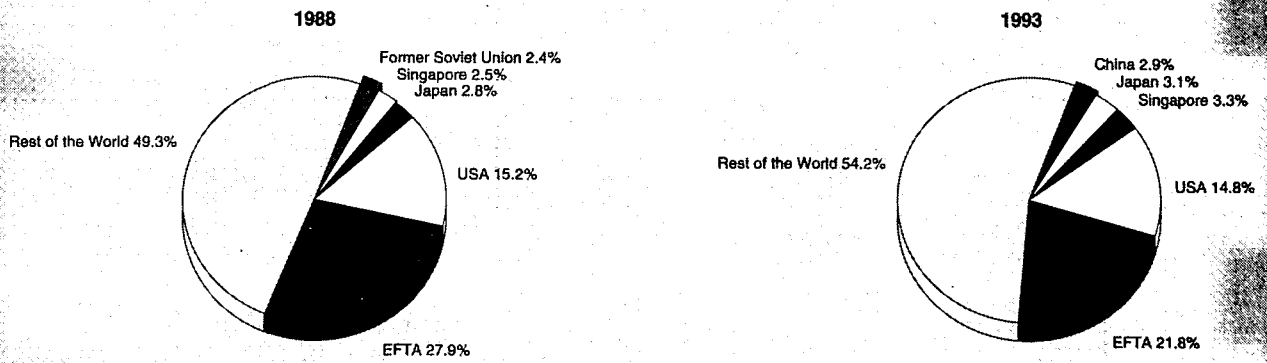 1988
Former Soviet Union 2.4%
Singapore 2.5%
Japan 2.8%
Rest of the World 49.3%
USA 15.2%
EFTA 27.9%
1993
China 2.9%
Japan 3.1%
Singapore 3.3%
Rest of the World 54.2%
USA 14.8%
EFTA 21.8%